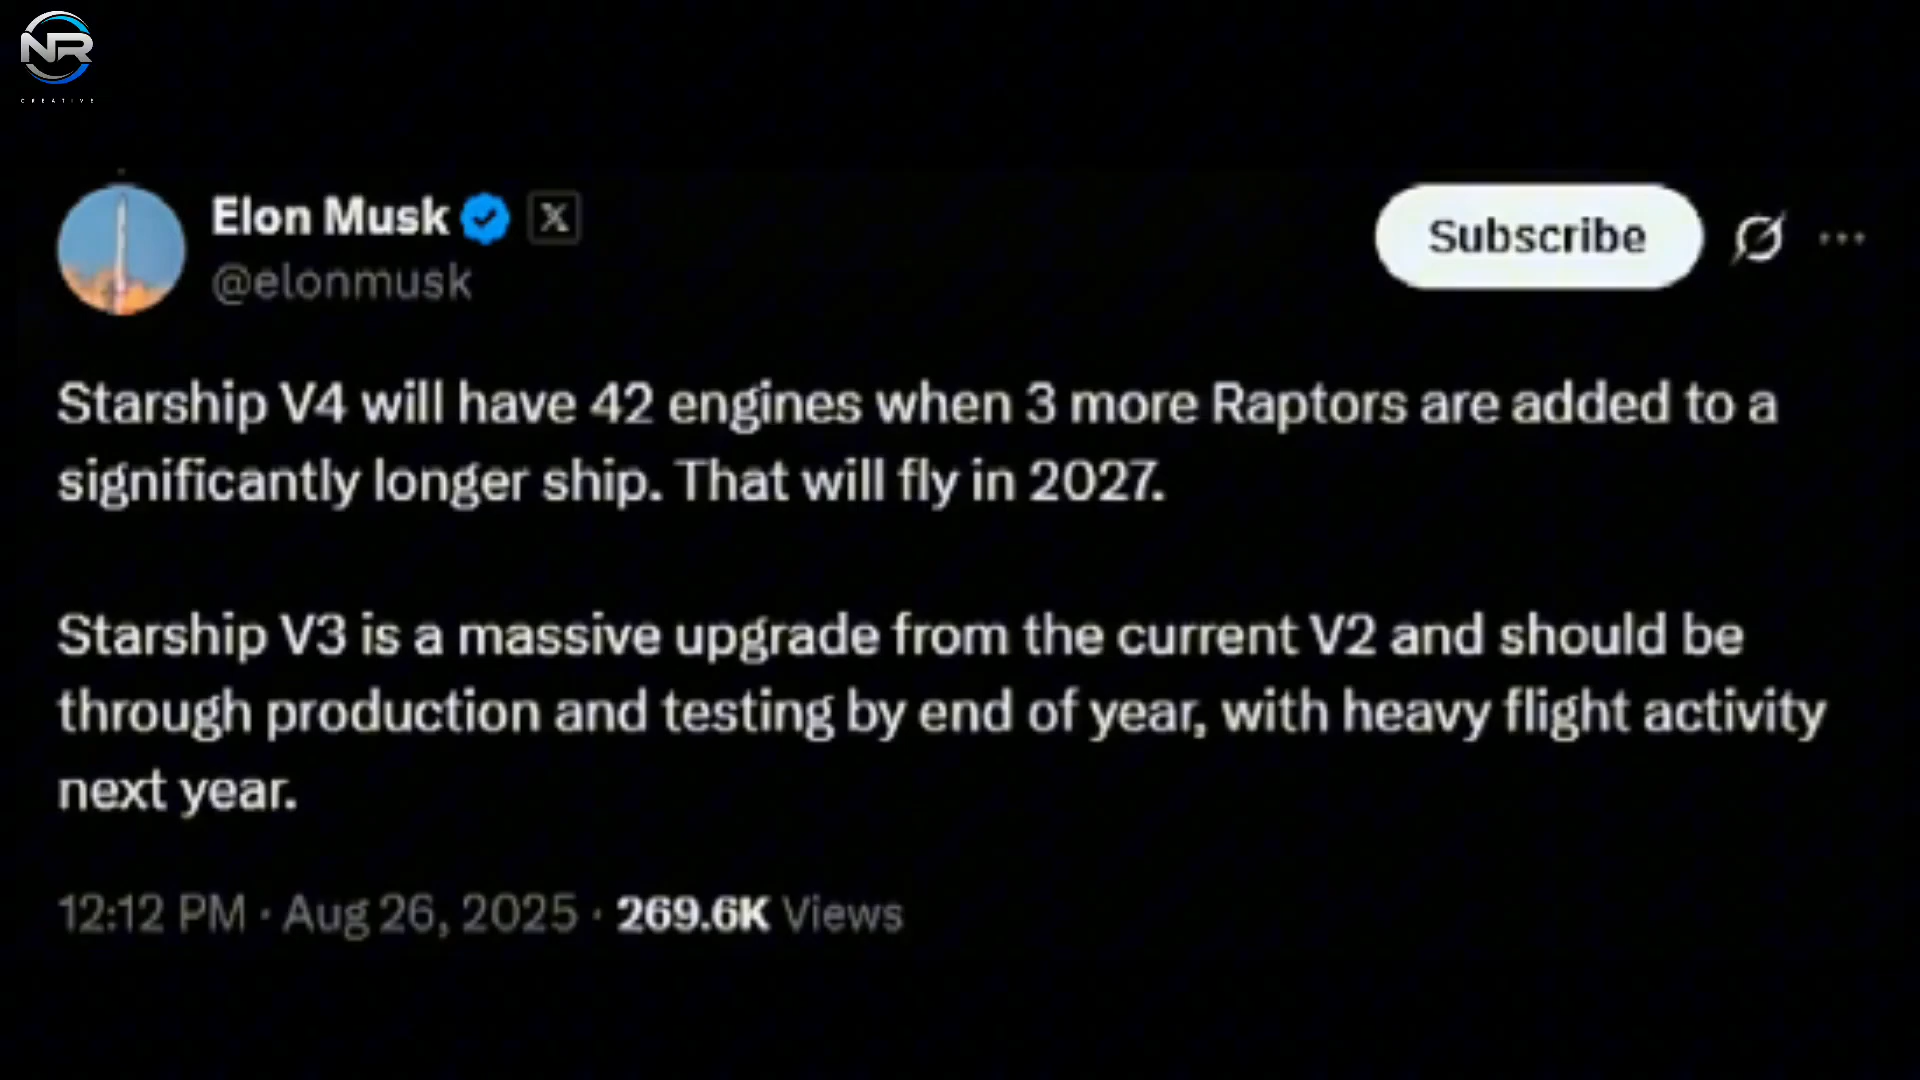 NR
CREATIVE
Elon Musk
@elonmusk
Subscribe
Starship V4 will have 42 engines when 3 more Raptors are added to a
significantly longer ship. That will fly in 2027.
Starship V3 is a massive upgrade from the current V2 and should be
through production and testing by end of year, with heavy flight activity
next year.
12:12 PM · Aug 26, 2025 · 269.6K Views